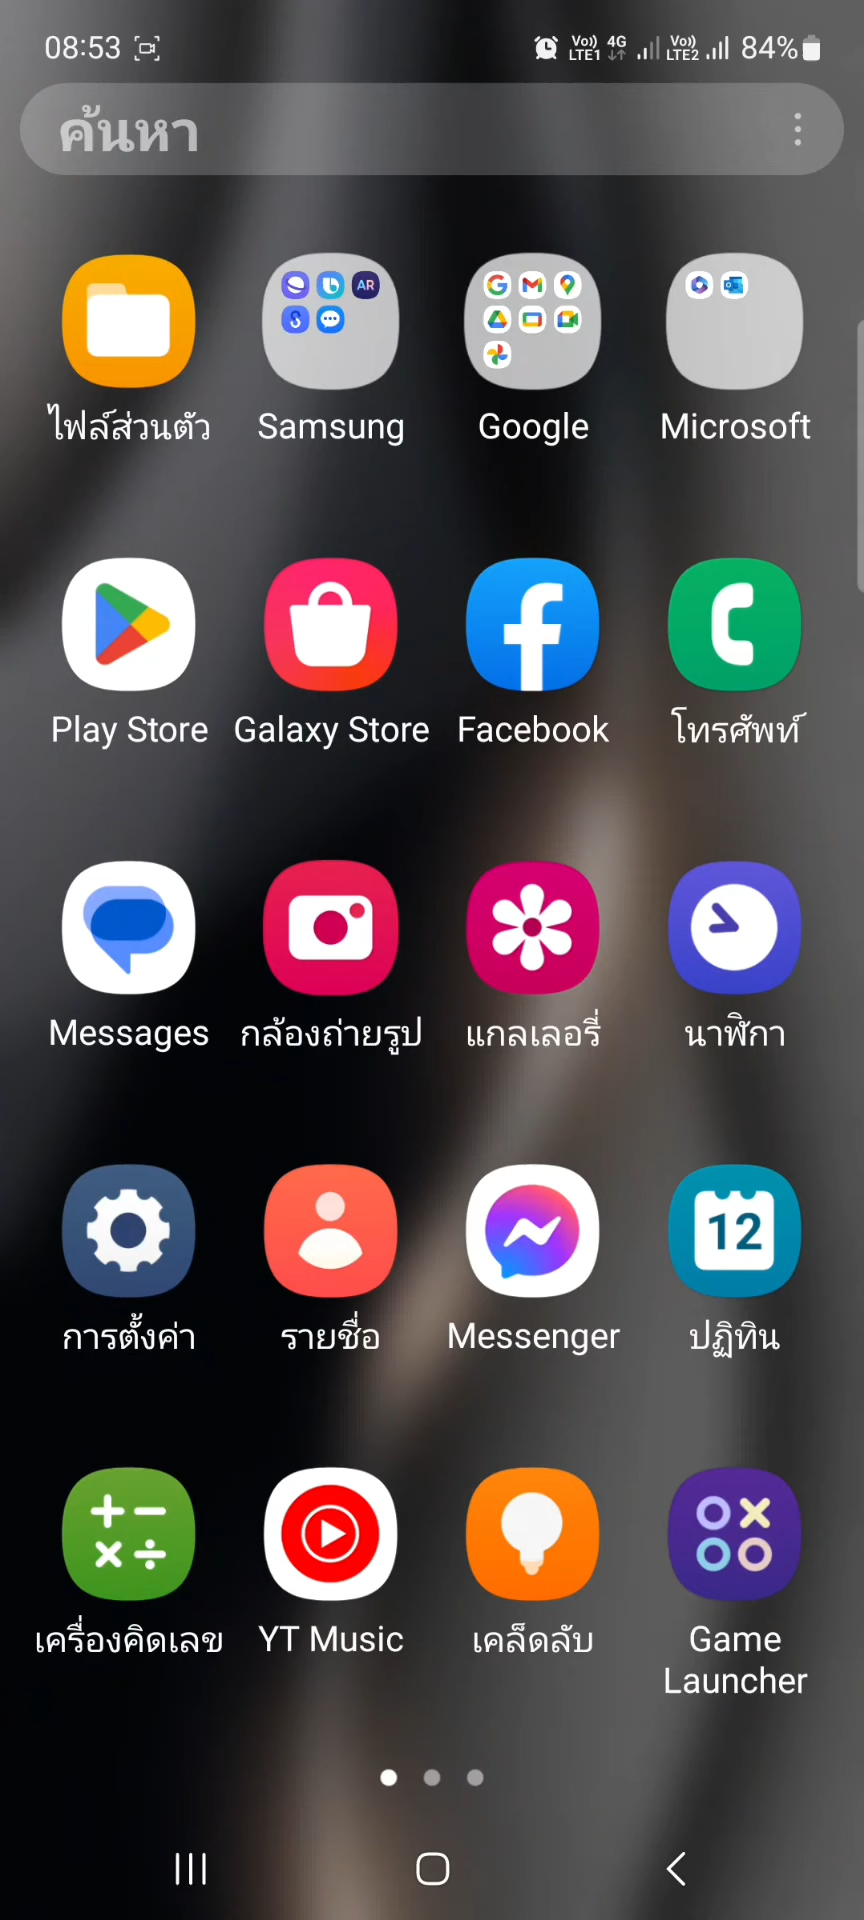 08:53
Vo)) LTE1 4G Vo)) LTE2 84%
ค้นหา
AR
ไฟล์ส่วนตัว Samsung Google Microsoft
Play Store Galaxy Store Facebook โทรศัพท์
Messages กล้องถ่ายรูป แกลเลอรี่ นาฬิกา
12
การตั้งค่า รายชื่อ Messenger ปฏิทิน
เครื่องคิดเลข YT Music เคล็ดลับ Game
Launcher